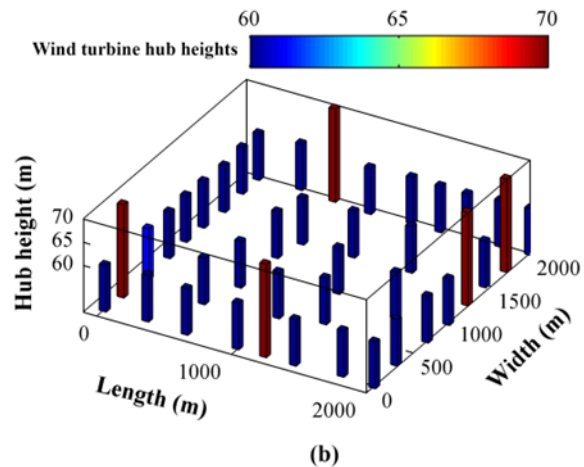 60 65 70
Wind turbine hub heights
Hub height (m)
70
65
60
0
1000
2000
Length (m)
0
500
1000
1500
2000
Width (m)
(b)